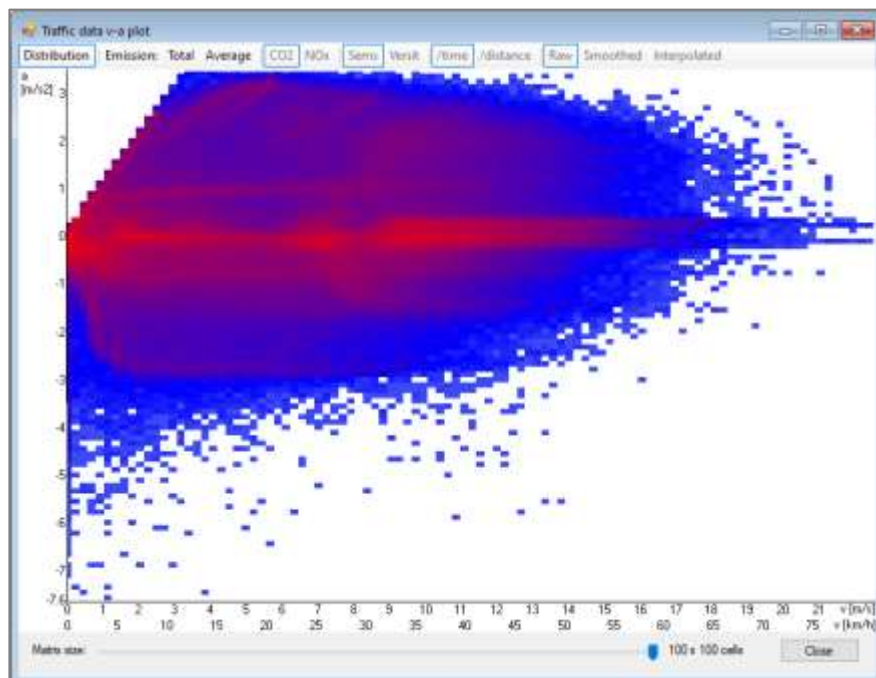 Traffic data v-a plot
Distribution Emission: Total Average CO2 NOx Sems Versit /time /distance Raw Smoothed Interpolated
a
[m/s2]
3
2
1
0
-1
-2
-3
-4
-5
-6
-7
-7.6
0 1 2 3 4 5 6 7 8 9 10 11 12 13 14 15 16 17 18 19 20 21 v [m/s]
0 5 10 15 20 25 30 35 40 45 50 55 60 65 70 75 v [km/h]
Matrix size: 100 x 100 cells Close